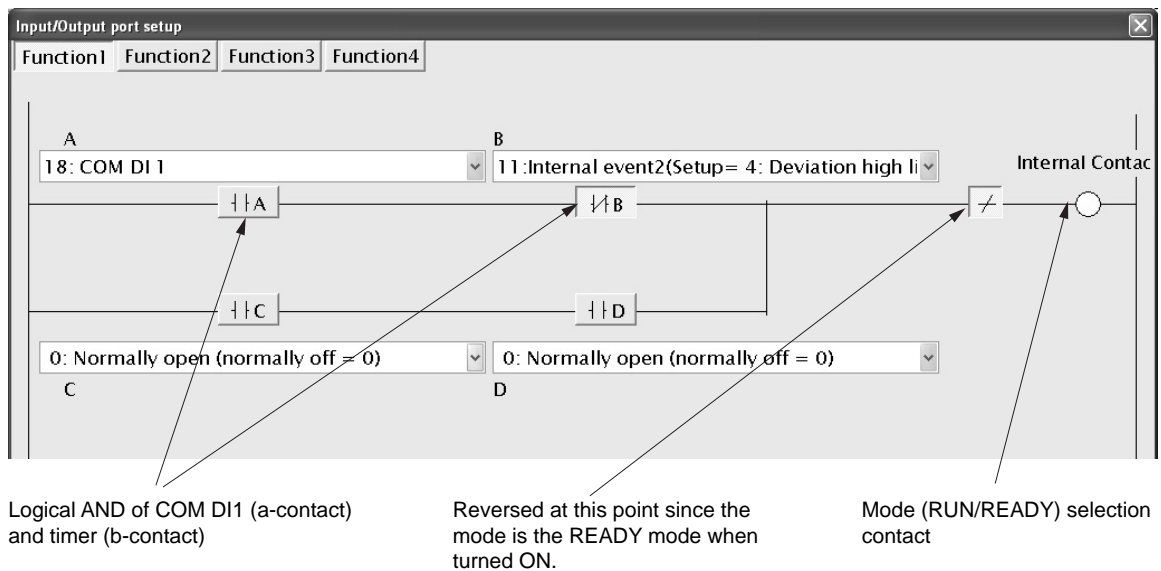 Input/Output port setup
Function1 Function2 Function3 Function4
A B
18: COM DI 1 11:Internal event2(Setup= 4: Deviation high li
Internal Contac
A B
C D
0: Normally open (normally off = 0) 0: Normally open (normally off = 0)
C D
Logical AND of COM DI1 (a-contact)
and timer (b-contact)
Reversed at this point since the
mode is the READY mode when
turned ON.
Mode (RUN/READY) selection
contact